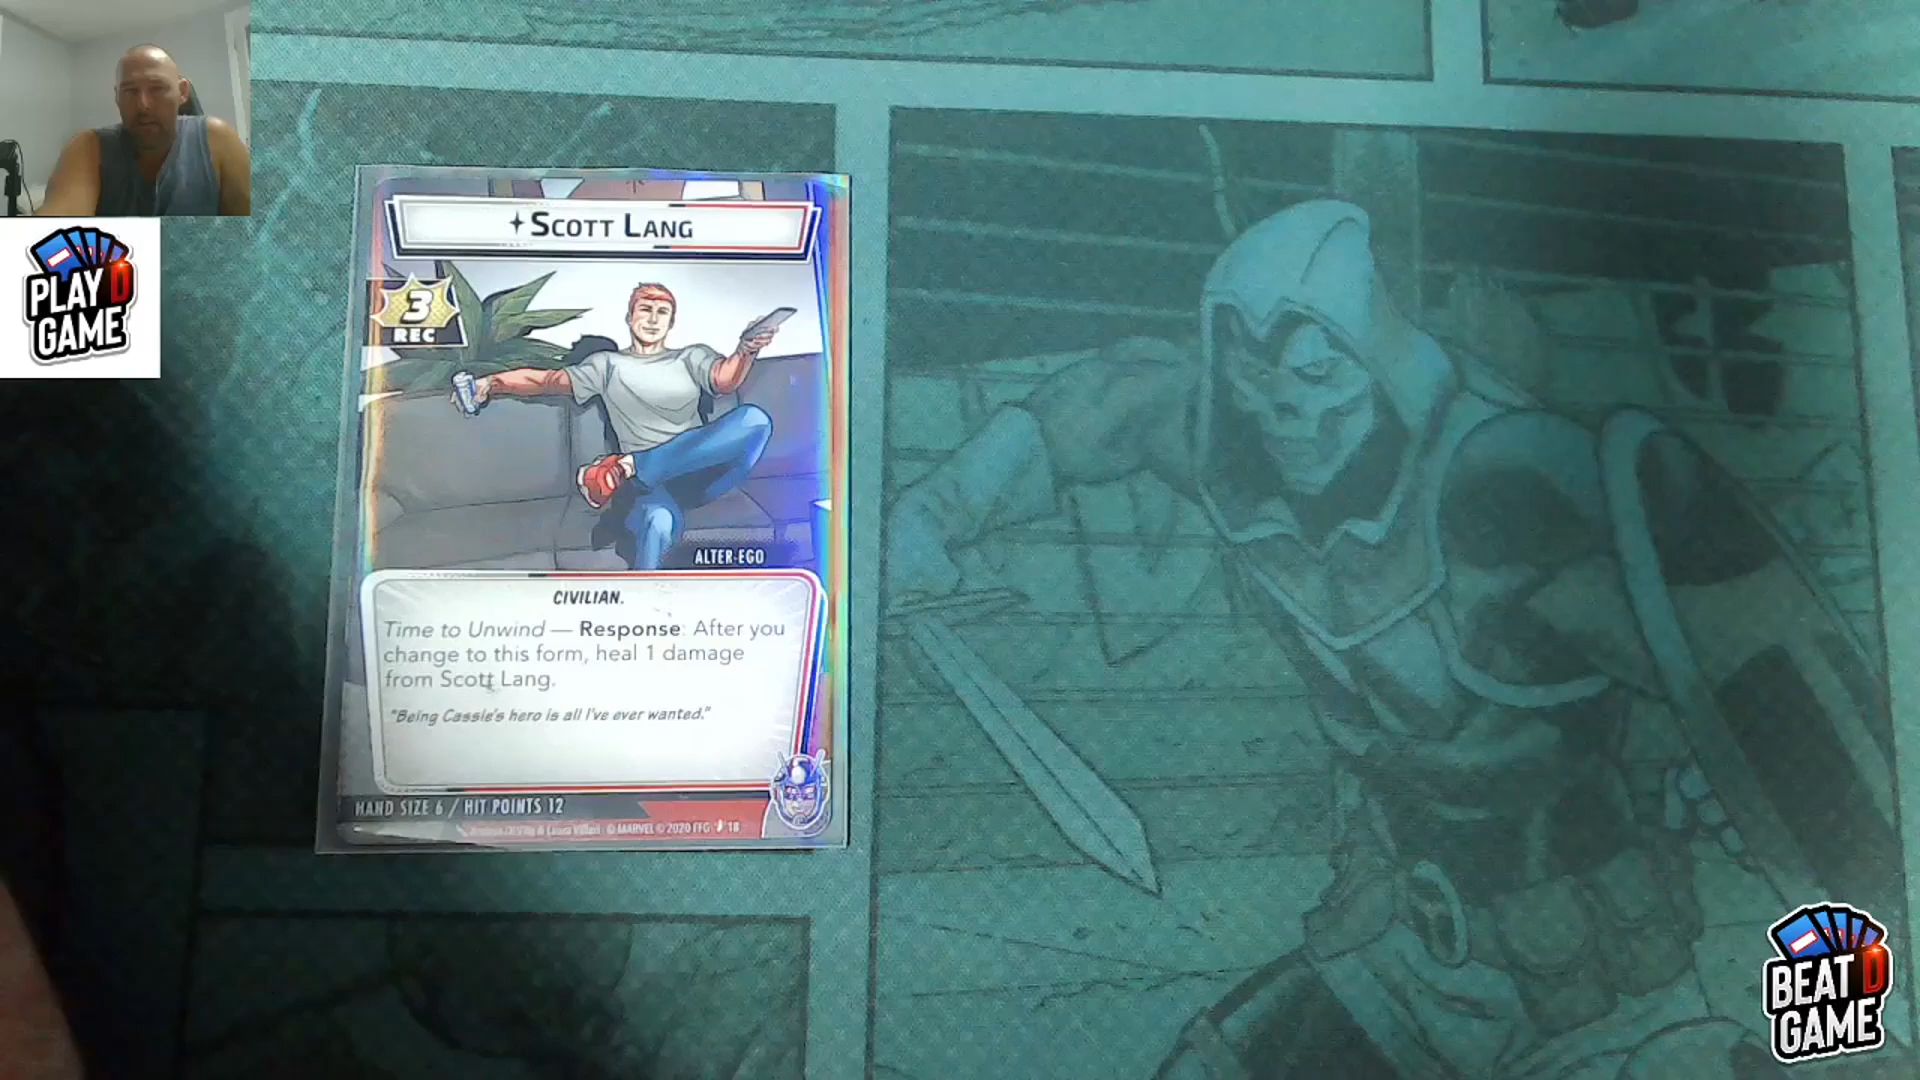 PLAY D
GAME
SCOTT LANG
3
REC
ALTER-EGO
CIVILIAN.
Time to Unwind — Response: After you
change to this form, heal 1 damage
from Scott Lang.
"Being Cassie's hero is all I've ever wanted."
HAND SIZE 6 / HIT POINTS 12
© MARVEL © 2020 FFG 18
BEAT D
GAME